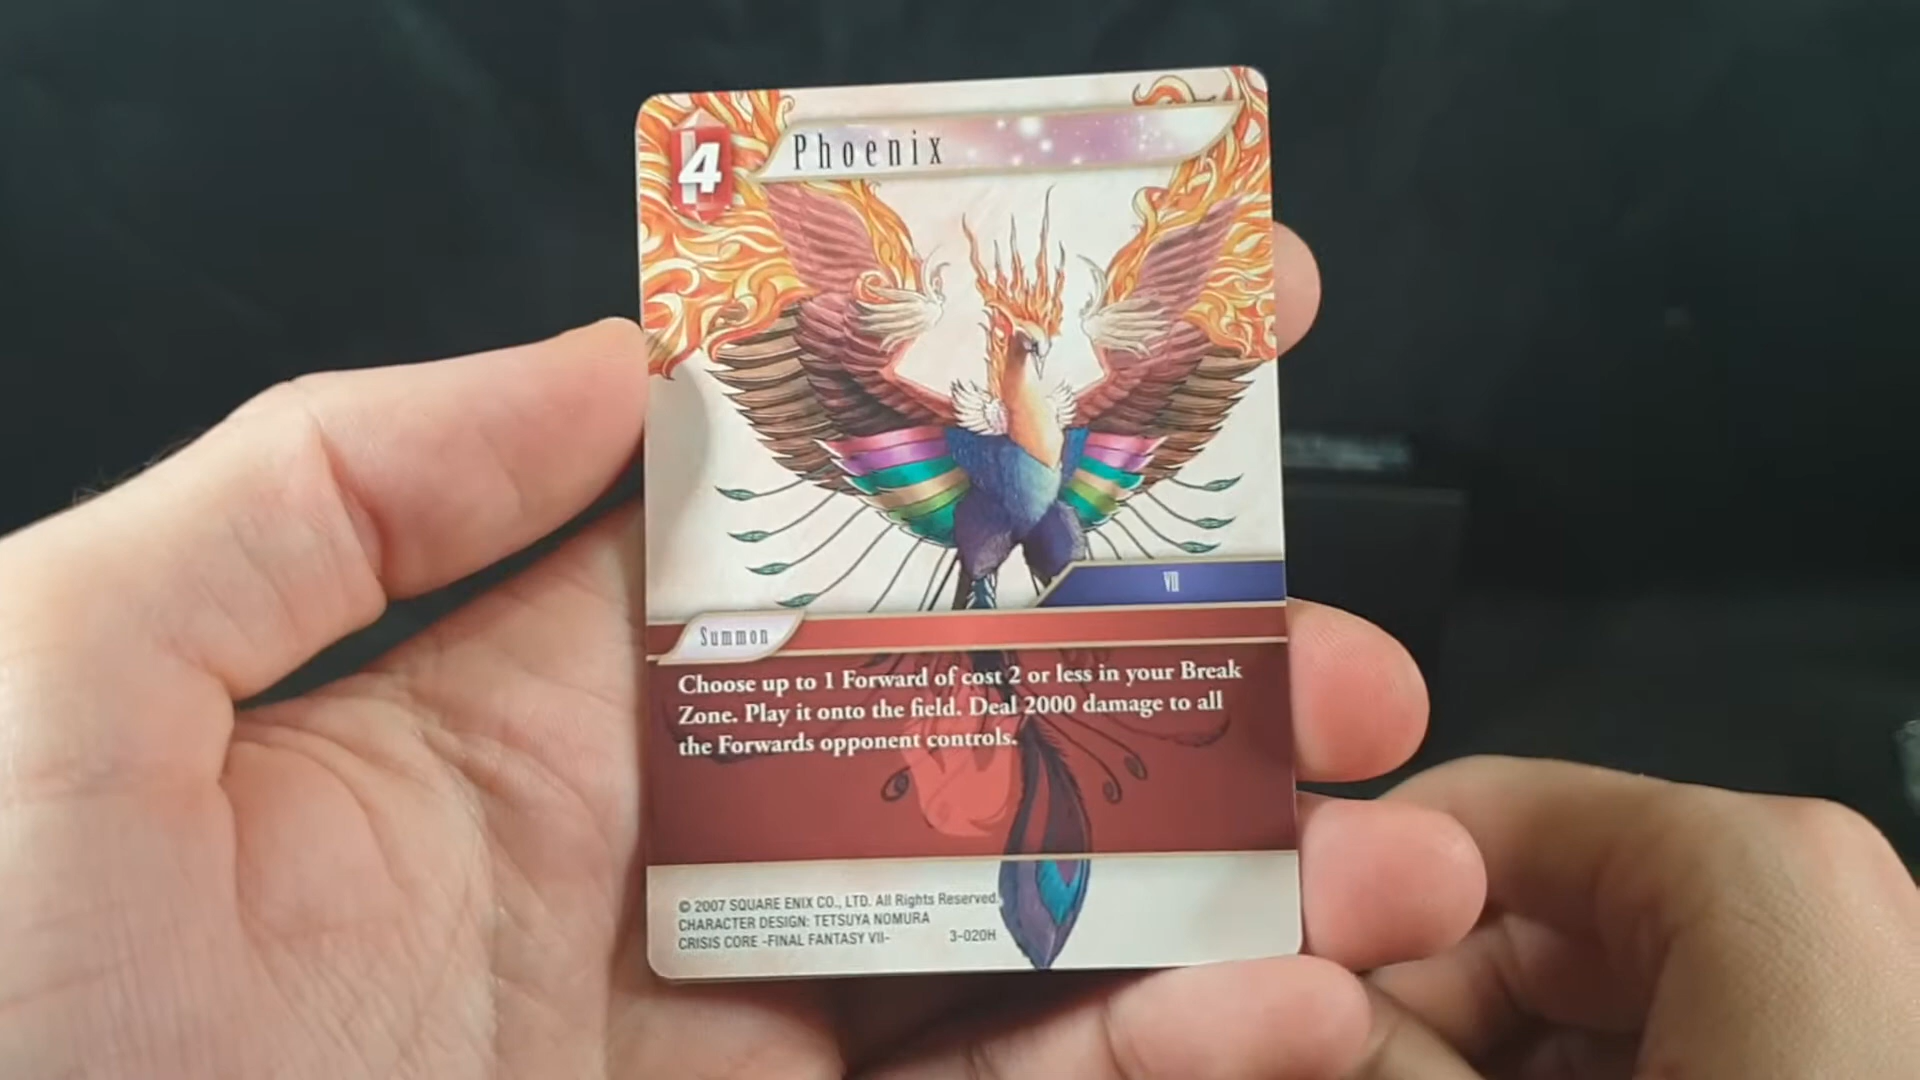 4
Phoenix
VII
Summon
Choose up to 1 Forward of cost 2 or less in your Break
Zone. Play it onto the field. Deal 2000 damage to all
the Forwards opponent controls.
© 2007 SQUARE ENIX CO., LTD. All Rights Reserved.
CHARACTER DESIGN: TETSUYA NOMURA
CRISIS CORE -FINAL FANTASY VII- 3-020H